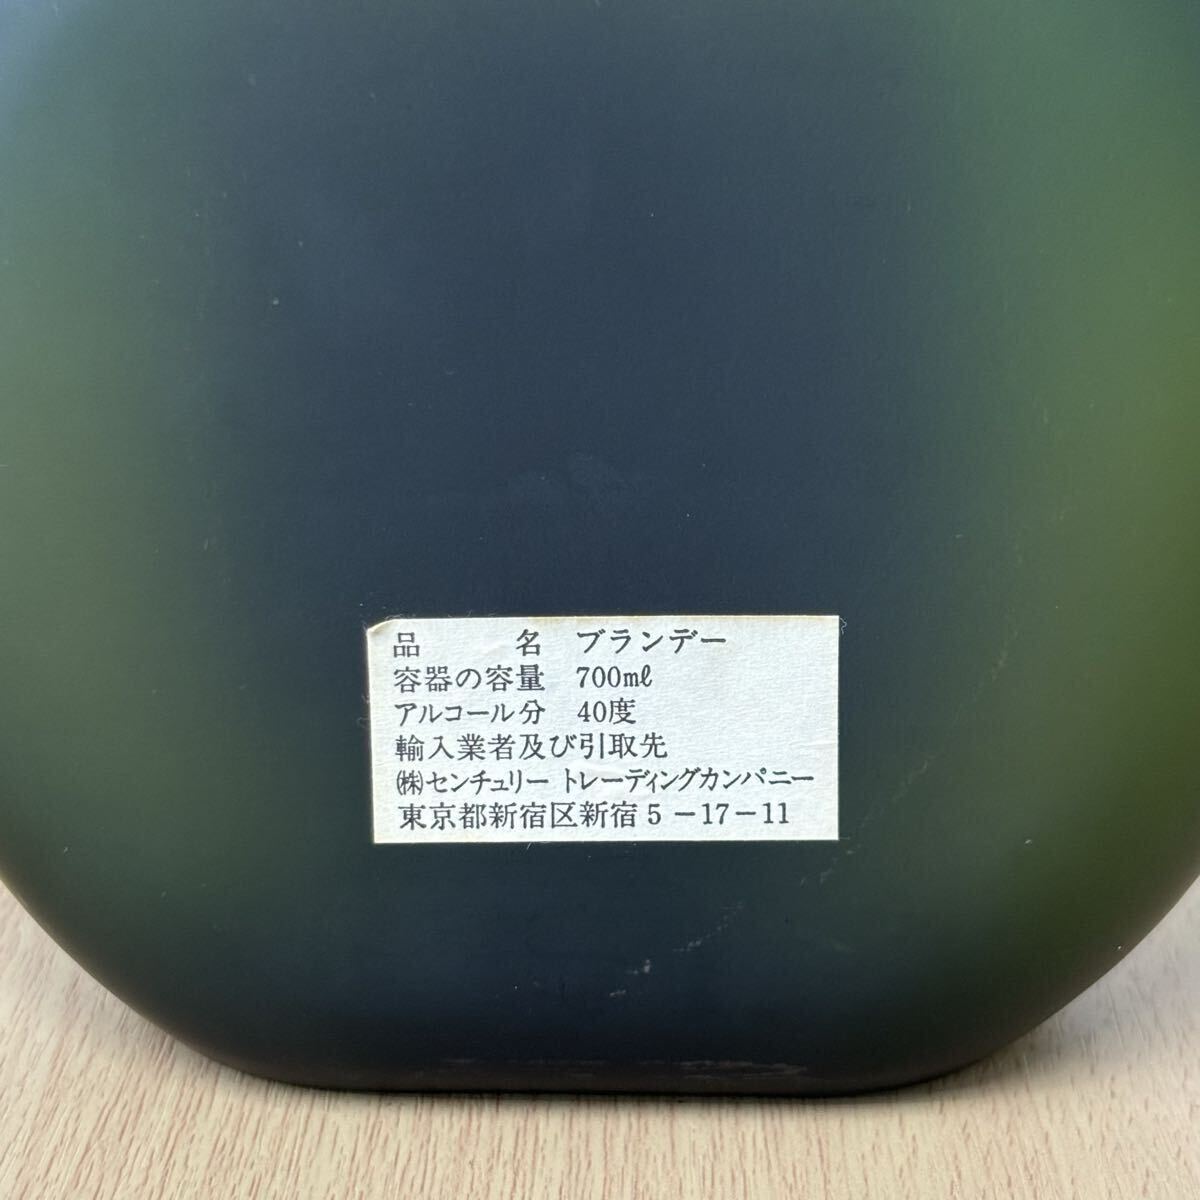 品　　　名　ブランデー
容器の容量　700mℓ
アルコール分　40度
輸入業者及び引取先
㈱センチュリー トレーディングカンパニー
東京都新宿区新宿5－17－11